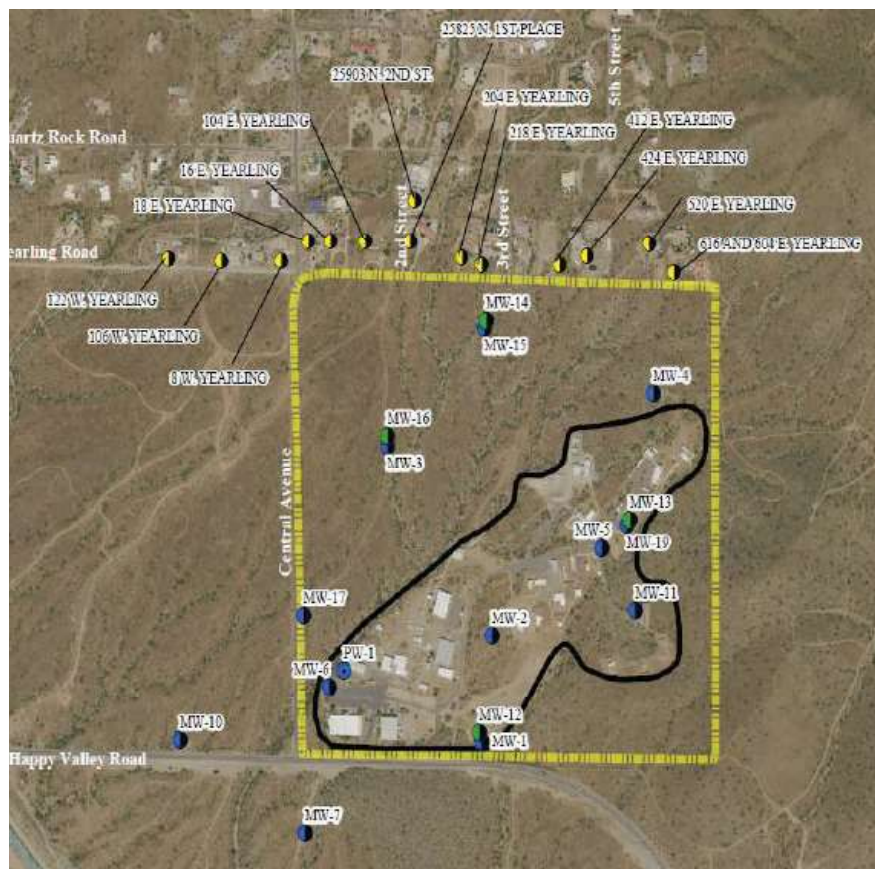 25825 N. 1ST PLACE
5th Street
25903 N. 2ND ST.
204 E. YEARLING
104 E. YEARLING
412 E. YEARLING
218 E. YEARLING
uartz Rock Road
424 E. YEARLING
16 E. YEARLING
18 E. YEARLING
2nd Street
3rd Street
520 E. YEARLING
earling Road
616 AND 604 E. YEARLING
122 W. YEARLING
106 W. YEARLING
8 W. YEARLING
MW-14
MW-15
MW-4
MW-16
MW-3
Central Avenue
MW-13
MW-5
MW-19
MW-17
MW-11
MW-2
PW-1
MW-6
MW-10
MW-12
MW-1
Happy Valley Road
MW-7